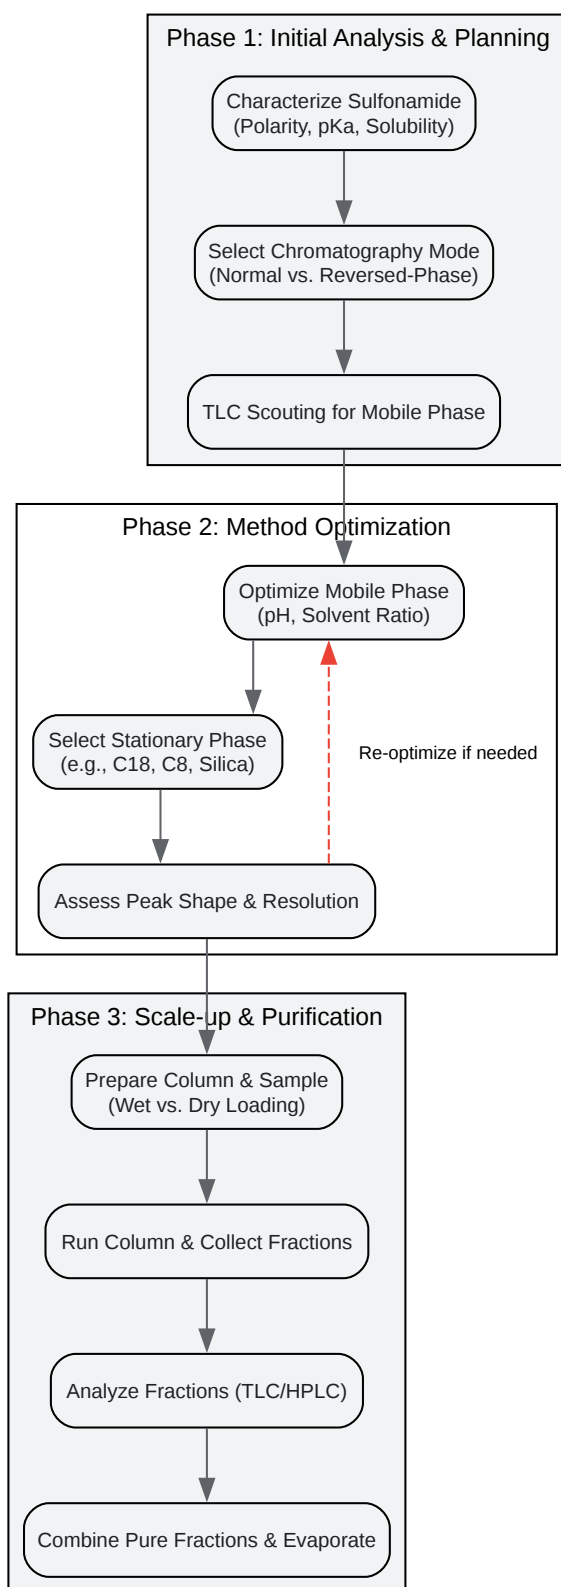 Phase 1: Initial Analysis & Planning
Characterize Sulfonamide
(Polarity, pKa, Solubility)
Select Chromatography Mode
(Normal vs. Reversed-Phase)
TLC Scouting for Mobile Phase
Phase 2: Method Optimization
Optimize Mobile Phase
(pH, Solvent Ratio)
Select Stationary Phase
(e.g., C18, C8, Silica)
Re-optimize if needed
Assess Peak Shape & Resolution
Phase 3: Scale-up & Purification
Prepare Column & Sample
(Wet vs. Dry Loading)
Run Column & Collect Fractions
Analyze Fractions (TLC/HPLC)
Combine Pure Fractions & Evaporate